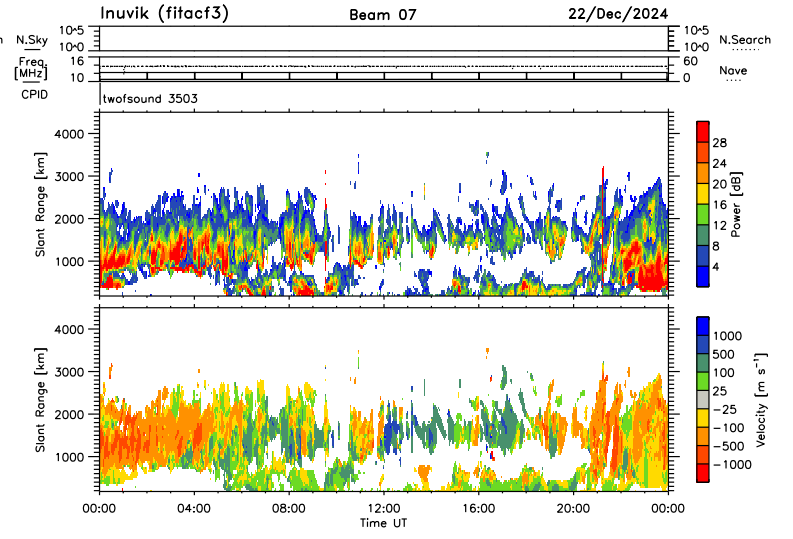 Inuvik (fitacf3) Beam 07 22/Dec/2024
N.Sky 10^5 10^5 N.Search
10^0 10^0
Freq. 16 60
[MHz] 10 0 Nave
CPID
twofsound 3503
4000
3000
2000
1000
Slant Range [km]
28
24
20
16
12
8
4
Power [dB]
4000
3000
2000
1000
Slant Range [km]
1000
500
100
25
−25
−100
−500
−1000
Velocity [m s⁻¹]
00:00 04:00 08:00 12:00 16:00 20:00 00:00
Time UT